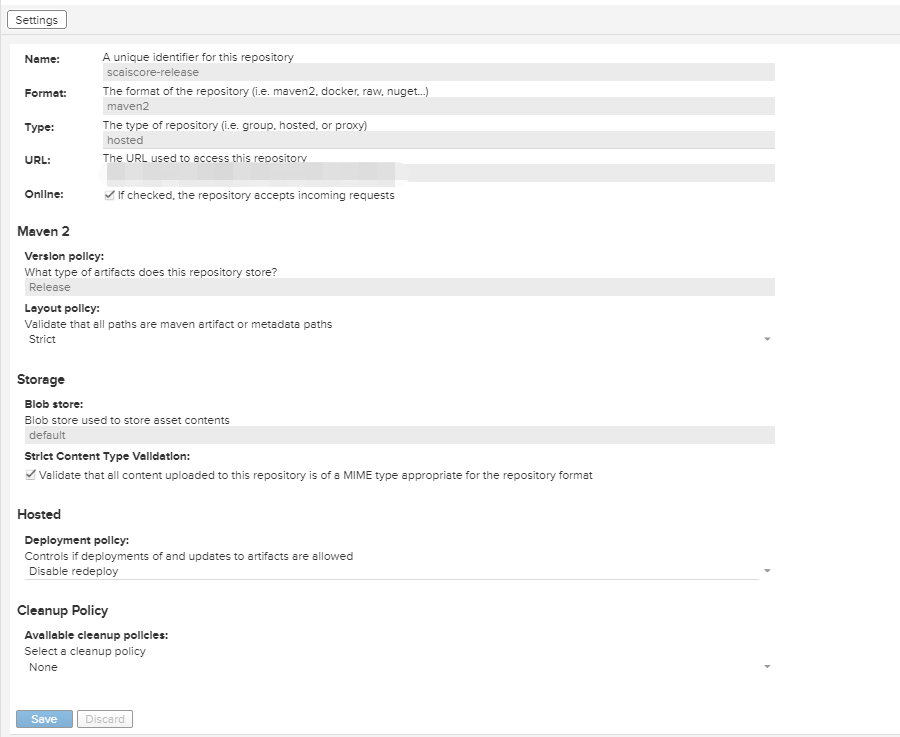 Settings
Name: A unique identifier for this repository
scaiscore-release
Format: The format of the repository (i.e. maven2, docker, raw, nuget...)
maven2
Type: The type of repository (i.e. group, hosted, or proxy)
hosted
URL: The URL used to access this repository
Online: If checked, the repository accepts incoming requests
Maven 2
Version policy:
What type of artifacts does this repository store?
Release
Layout policy:
Validate that all paths are maven artifact or metadata paths
Strict
Storage
Blob store:
Blob store used to store asset contents
default
Strict Content Type Validation:
Validate that all content uploaded to this repository is of a MIME type appropriate for the repository format
Hosted
Deployment policy:
Controls if deployments of and updates to artifacts are allowed
Disable redeploy
Cleanup Policy
Available cleanup policies:
Select a cleanup policy
None
Save Discard